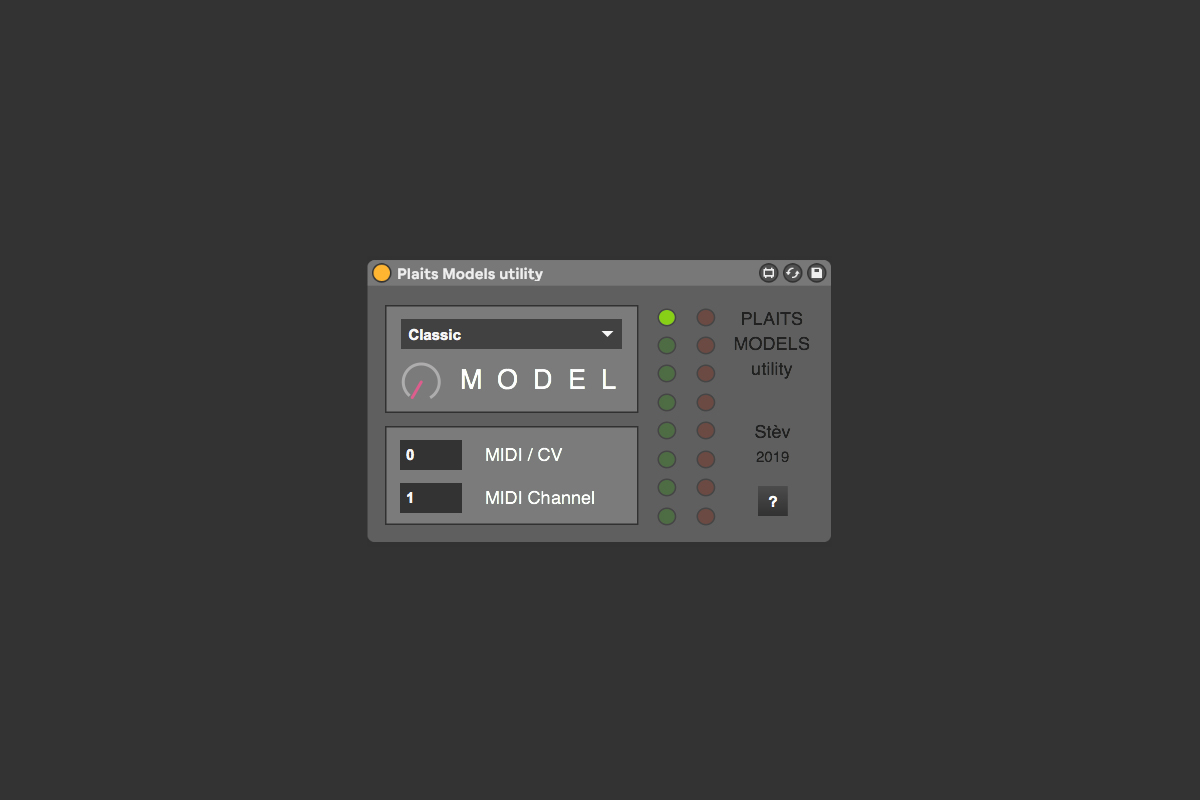 Plaits Models utility
Classic
M O D E L
0 MIDI / CV
1 MIDI Channel
PLAITS
MODELS
utility
Stèv
2019
?